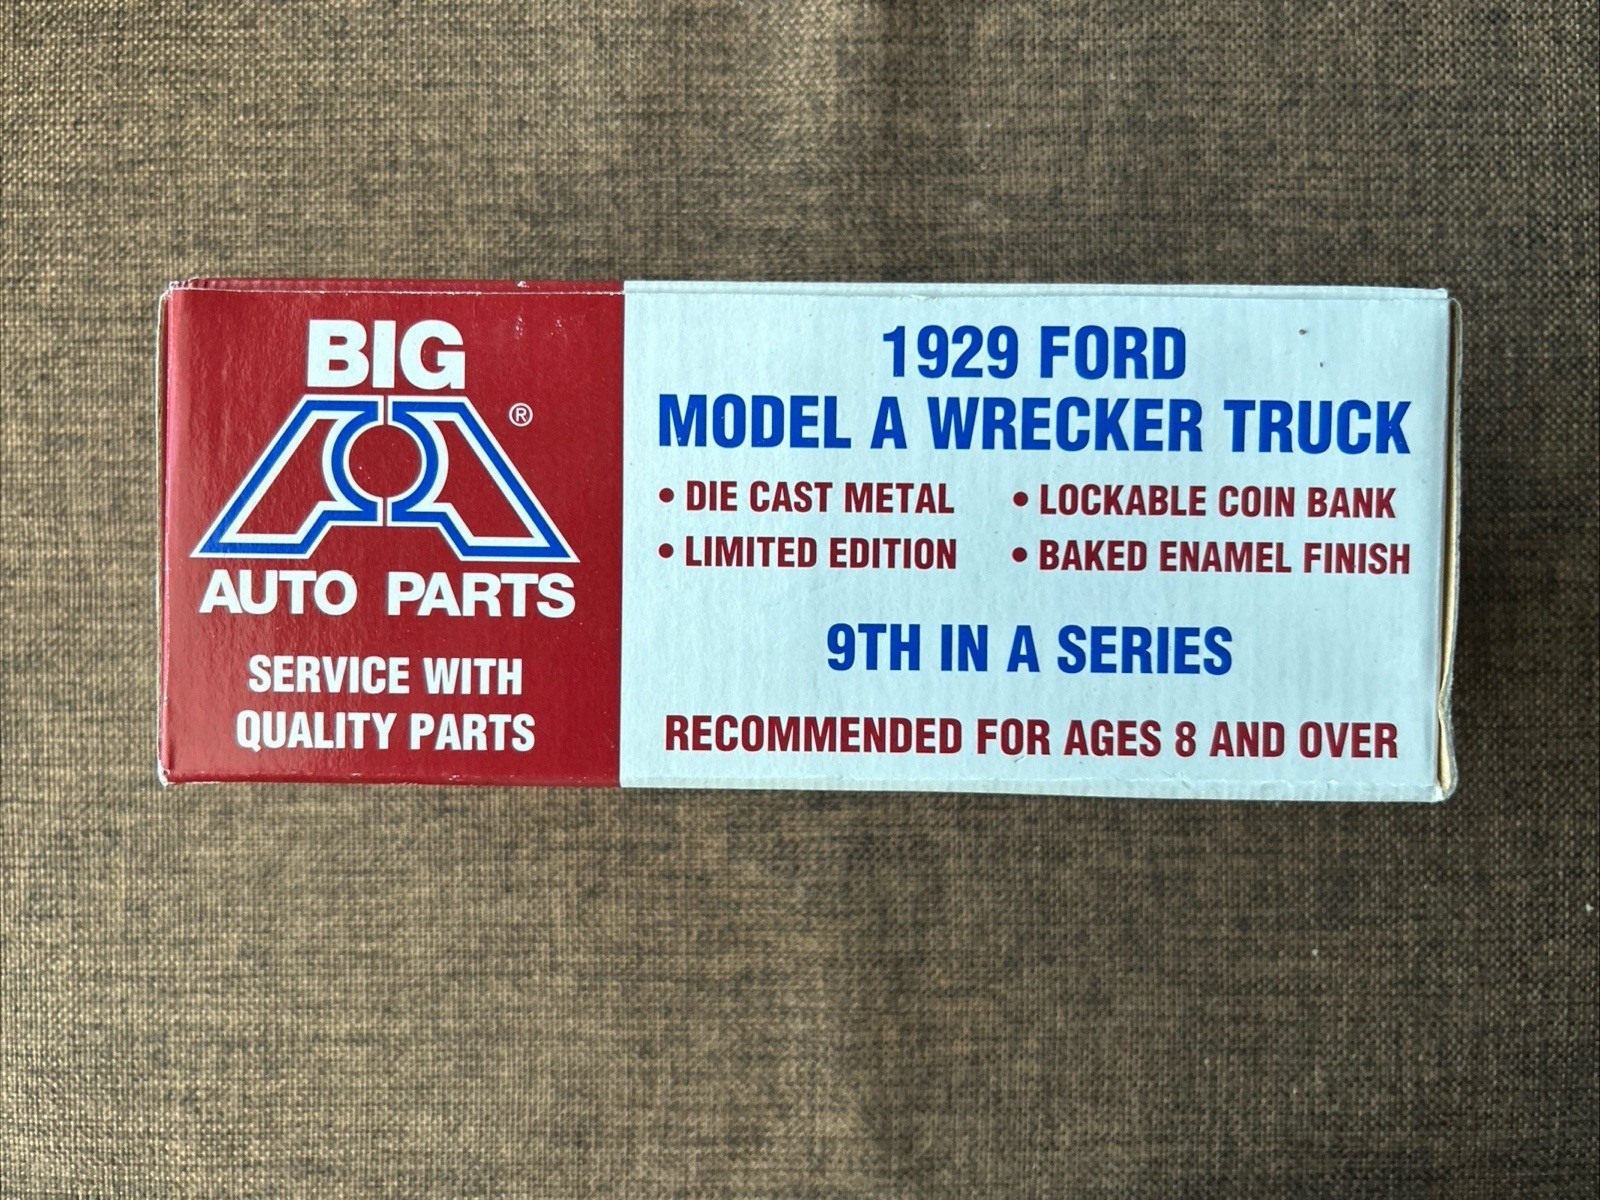 BIG
A ®
AUTO PARTS
SERVICE WITH
QUALITY PARTS
1929 FORD
MODEL A WRECKER TRUCK
• DIE CAST METAL
• LIMITED EDITION
• LOCKABLE COIN BANK
• BAKED ENAMEL FINISH
9TH IN A SERIES
RECOMMENDED FOR AGES 8 AND OVER